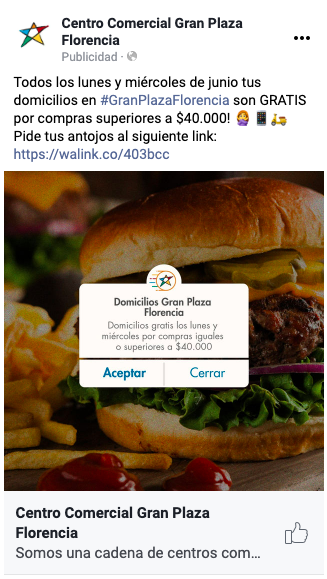 Centro Comercial Gran Plaza
Florencia
Publicidad ·
Todos los lunes y miércoles de junio tus
domicilios en #GranPlazaFlorencia son GRATIS
por compras superiores a $40.000! 🙋‍♀️📱🛵
Pide tus antojos al siguiente link:
https://walink.co/403bcc
Domicilios Gran Plaza
Florencia
Domicilios gratis los lunes y
miércoles por compras iguales
o superiores a $40.000
Aceptar
Cerrar
Centro Comercial Gran Plaza
Florencia
Somos una cadena de centros com...